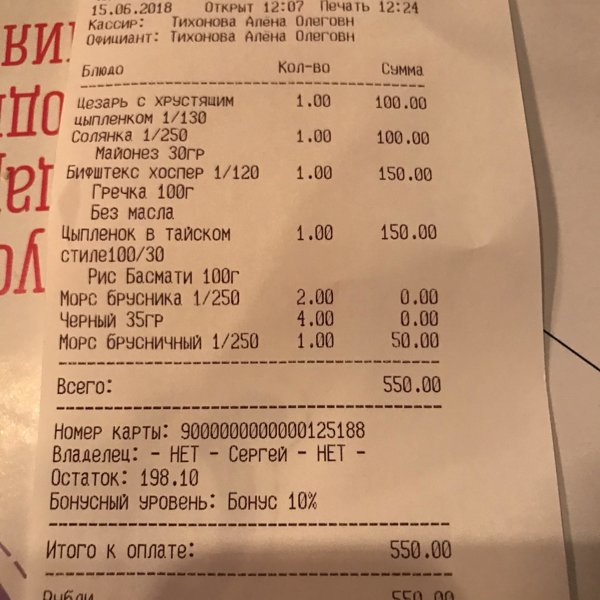 15.06.2018 Открыт 12:07 Печать 12:24
Кассир: Тихонова Алена Олеговн
Официант: Тихонова Алена Олеговн
Блюдо Кол-во Сумма
Цезарь с хрустящим 1.00 100.00
цыпленком 1/130
Солянка 1/250 1.00 100.00
Майонез 30гр
Бифштекс хоспер 1/120 1.00 150.00
Гречка 100г
Без масла
Цыпленок в тайском 1.00 150.00
стиле100/30
Рис Басмати 100г
Морс брусника 1/250 2.00 0.00
Черный 35гр 4.00 0.00
Морс брусничный 1/250 1.00 50.00
Всего: 550.00
Номер карты: 9000000000000125188
Владелец: - НЕТ - Сергей - НЕТ -
Остаток: 198.10
Бонусный уровень: Бонус 10%
Итого к оплате: 550.00
Рубли 550.00